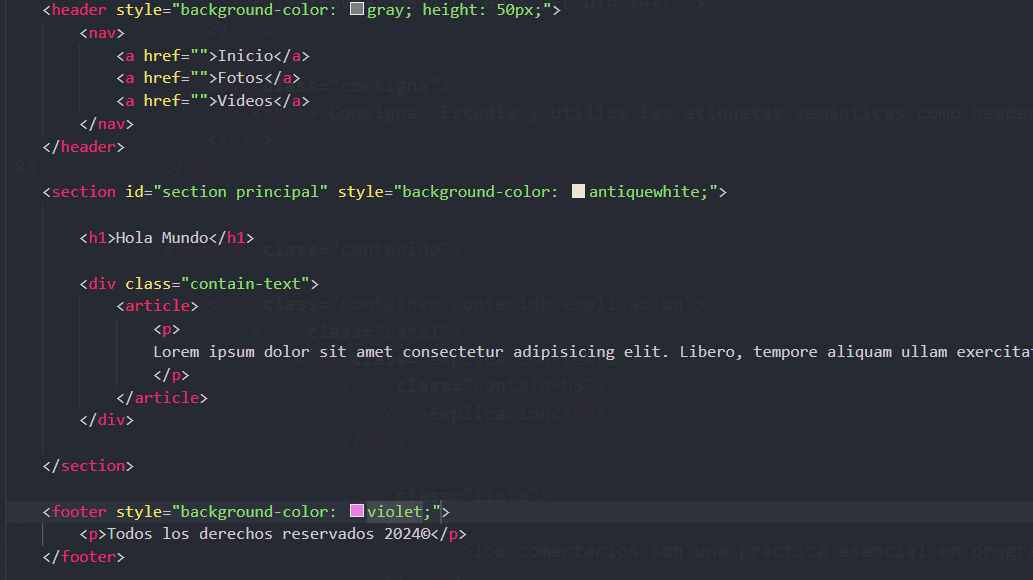 <header style="background-color: gray; height: 50px;">
<nav>
<a href="">Inicio</a>
<a href="">Fotos</a>
<a href="">Videos</a>
</nav>
</header>
<section id="section principal" style="background-color: antiquewhite;">
<h1>Hola Mundo</h1>
<div class="contain-text">
<article>
<p>
Lorem ipsum dolor sit amet consectetur adipisicing elit. Libero, tempore aliquam ullam exercita
</p>
</article>
</div>
</section>
<footer style="background-color: violet;">
<p>Todos los derechos reservados 2024©</p>
</footer>